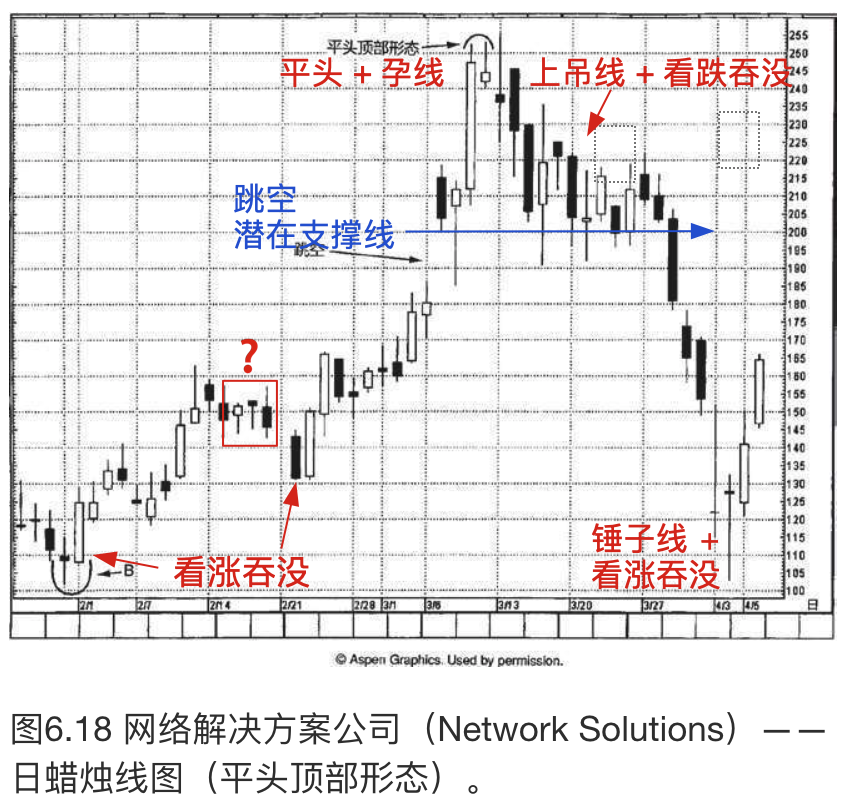 平头顶部形态
平头 + 孕线
上吊线 + 看跌吞没
跳空
潜在支撑线
跳空
?
看涨吞没
B
锤子线 +
看涨吞没
255
250
245
240
235
230
225
220
215
210
205
200
195
190
185
180
175
170
165
160
155
150
145
140
135
130
125
120
115
110
105
100
2/1 2/7 2/14 2/21 2/28 3/1 3/6 3/13 3/20 3/27 4/3 4/5 日
© Aspen Graphics. Used by permission.
图6.18 网络解决方案公司（Network Solutions）——
日蜡烛线图（平头顶部形态）。